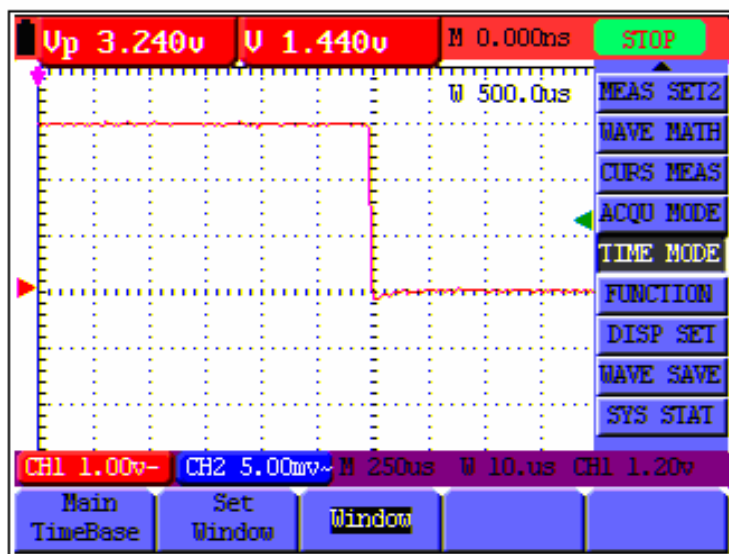 Vp 3.240v V 1.440v M 0.000ns STOP
W 500.0us
MEAS SET2
WAVE MATH
CURS MEAS
ACQU MODE
TIME MODE
FUNCTION
DISP SET
WAVE SAVE
SYS STAT
CH1 1.00v- CH2 5.00mv~ M 250us W 10.us CH1 1.20v
Main TimeBase
Set Window
Window